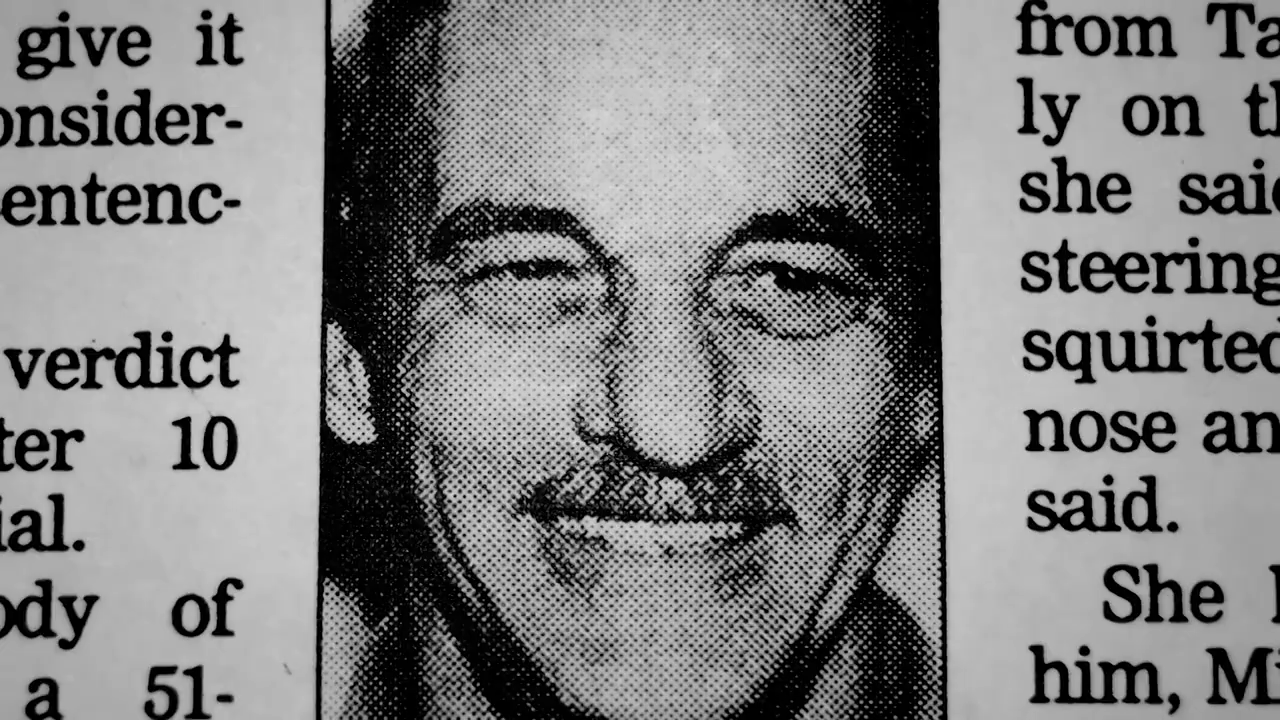 give it
onsider-
entenc-
verdict
ter 10
ial.
ody of
a 51-
from Ta
ly on th
she said
steering
squirted
nose an
said.
She
him, Mi